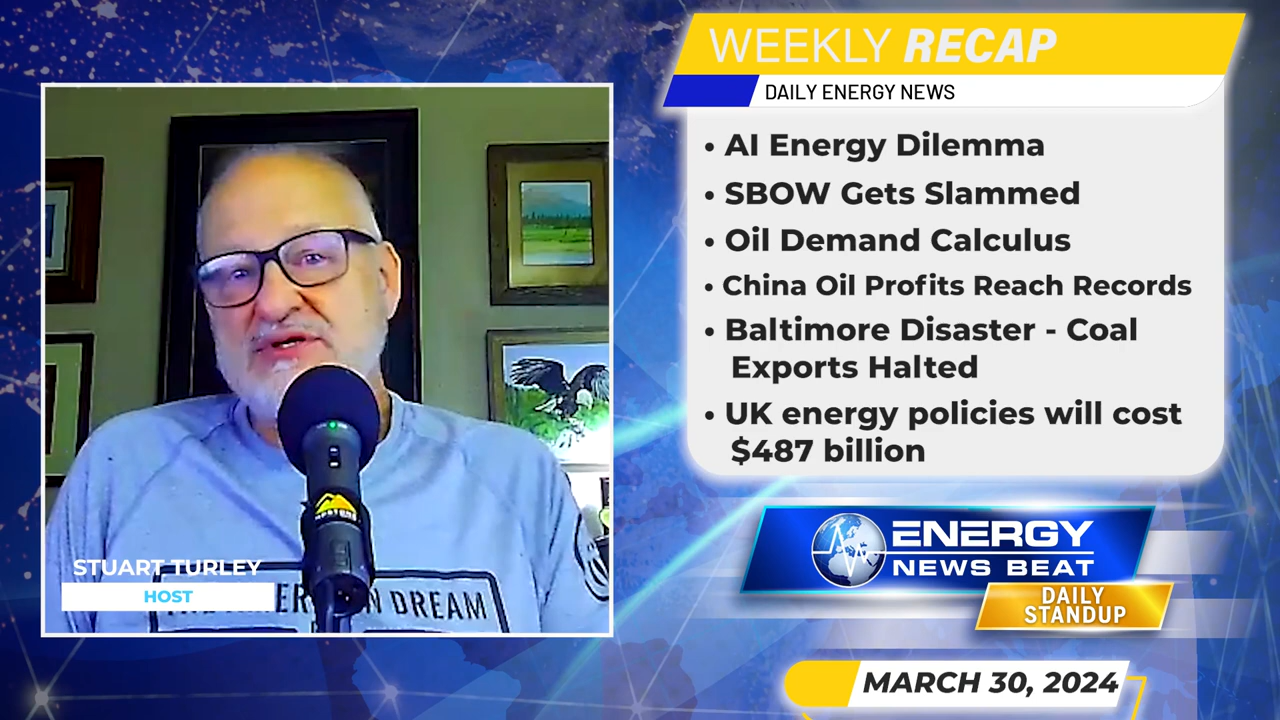 WEEKLY RECAP
DAILY ENERGY NEWS
• AI Energy Dilemma
• SBOW Gets Slammed
• Oil Demand Calculus
• China Oil Profits Reach Records
• Baltimore Disaster - Coal
Exports Halted
• UK energy policies will cost
$487 billion
STUART TURLEY
HOST
DREAM
ENERGY
NEWS BEAT
DAILY
STANDUP
MARCH 30, 2024